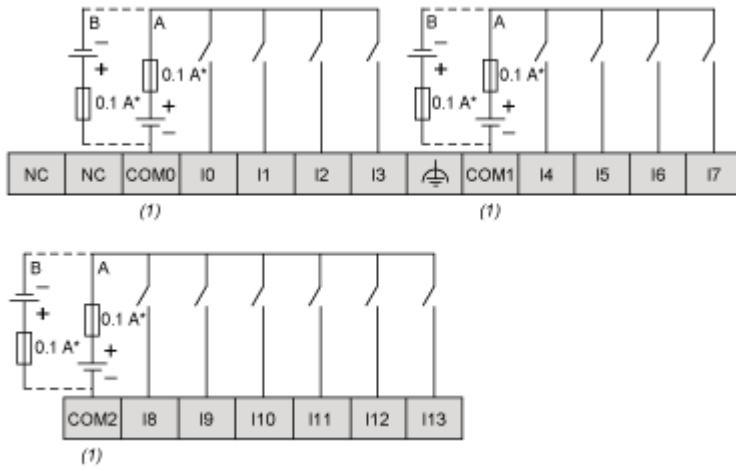 B A B A
0.1 A* 0.1 A*
0.1 A* + 0.1 A* +
NC NC COM0 I0 I1 I2 I3 COM1 I4 I5 I6 I7
(1) (1)
B A
0.1 A*
0.1 A* +
COM2 I8 I9 I10 I11 I12 I13
(1)